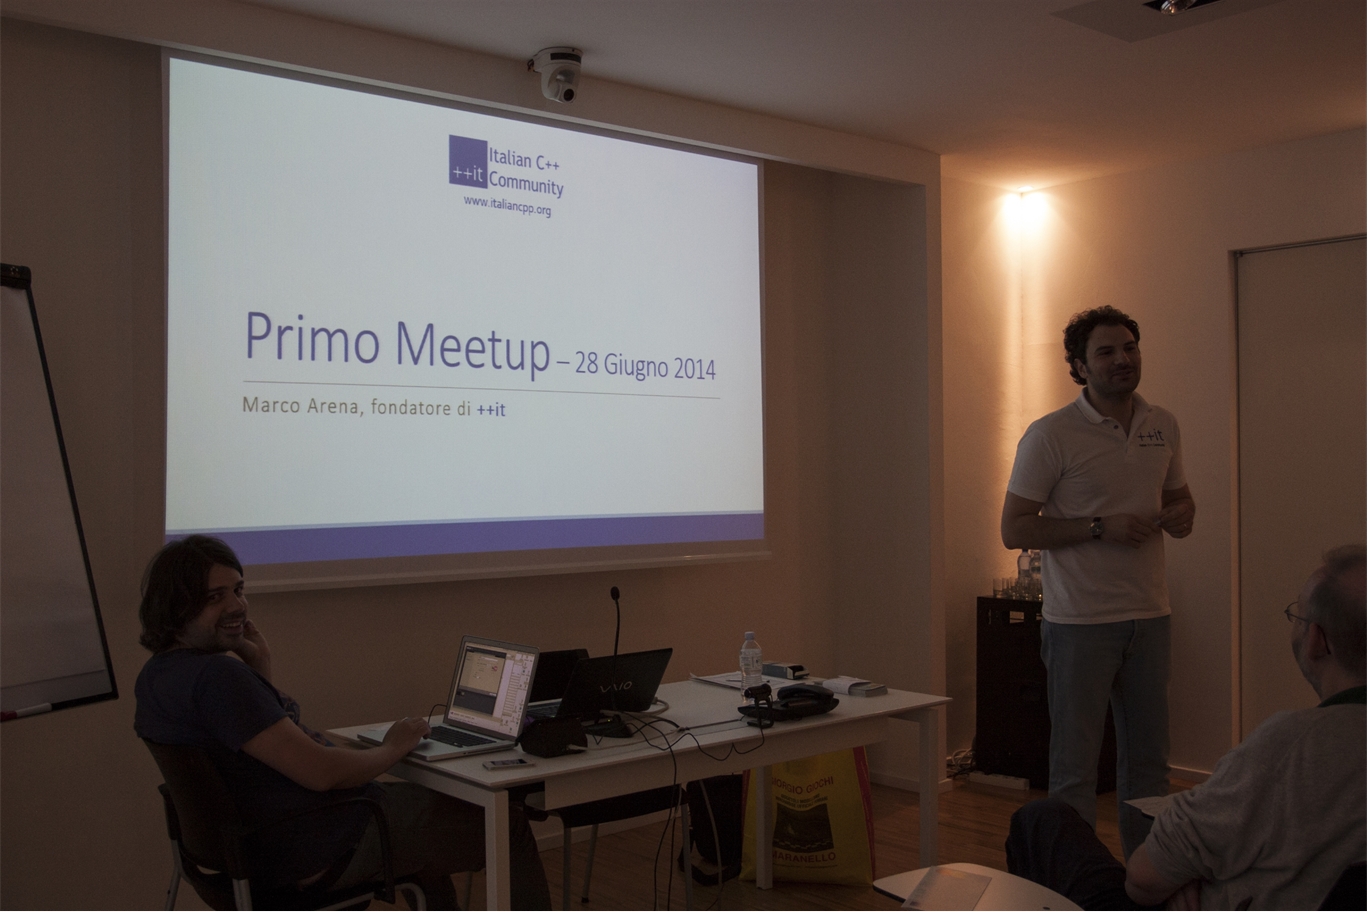 Italian C++
++it
Community
www.italiancpp.org
Primo Meetup – 28 Giugno 2014
Marco Arena, fondatore di ++it
++it
VAIO
GIORGIO GIOCHI
MARANELLO